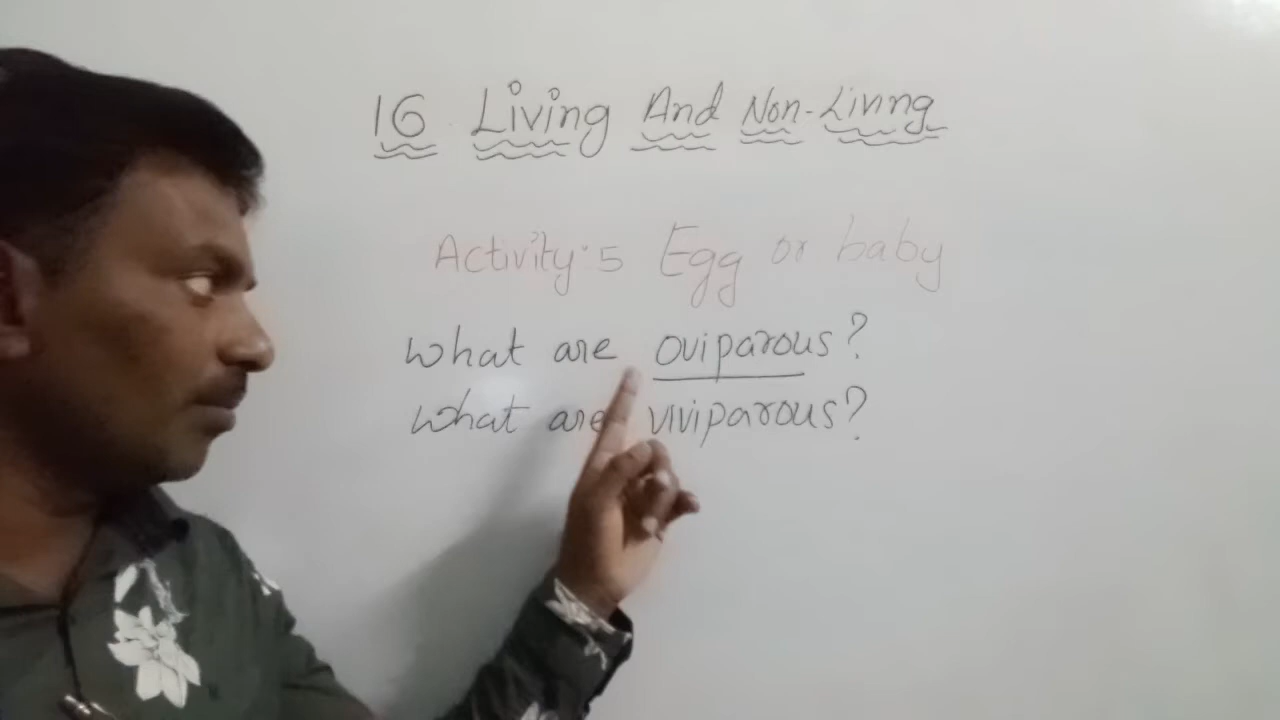 16 Living And Non-Living
Activity·5 Egg or baby
What are oviparous?
What are viviparous?